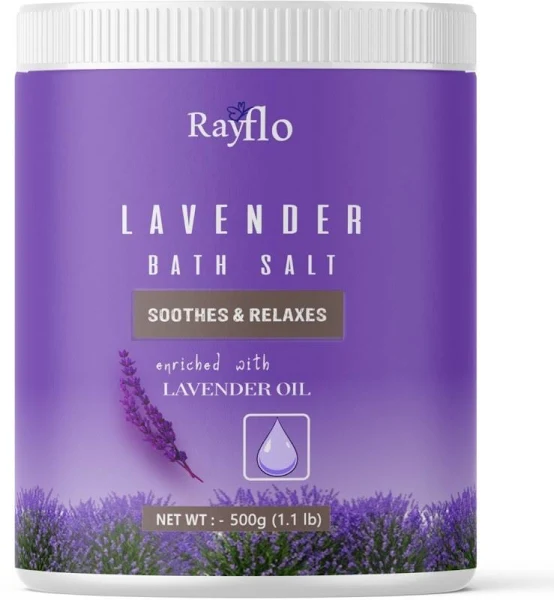 Rayflo
LAVENDER
BATH SALT
SOOTHES & RELAXES
enriched with
LAVENDER OIL
NET WT : - 500g (1.1 lb)